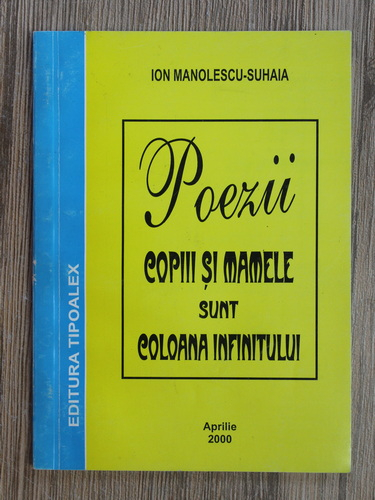 ION MANOLESCU-SUHAIA
Poezii
COPIII ȘI MAMELE
SUNT
COLOANA INFINITULUI
Aprilie
2000
EDITURA TIPOALEX